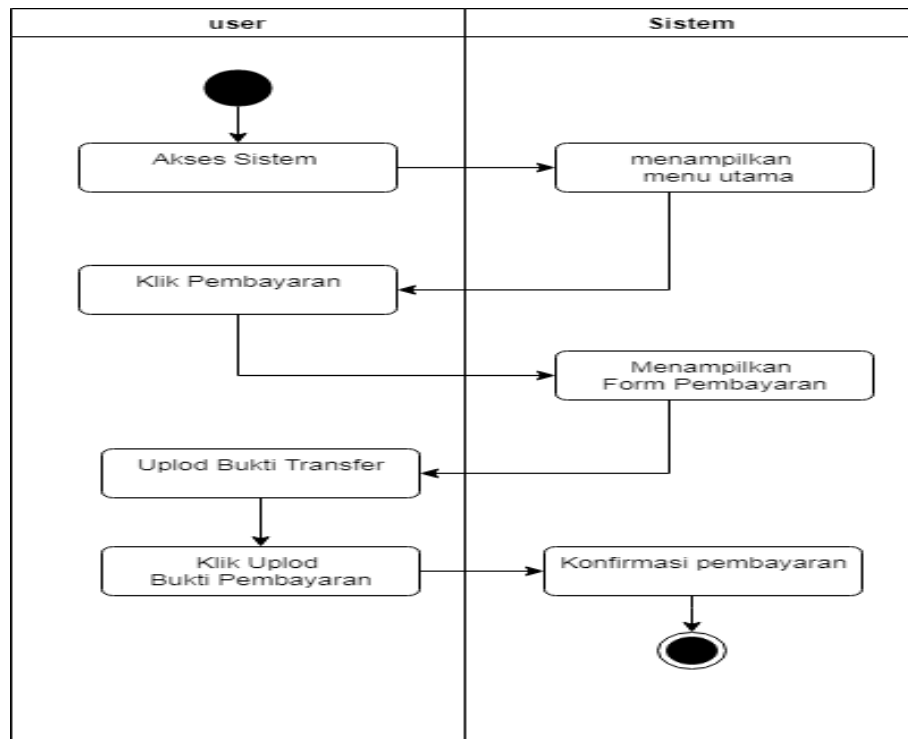 user
Sistem
Akses Sistem
menampilkan
menu utama
Klik Pembayaran
Menampilkan
Form Pembayaran
Uplod Bukti Transfer
Klik Uplod
Bukti Pembayaran
Konfirmasi pembayaran